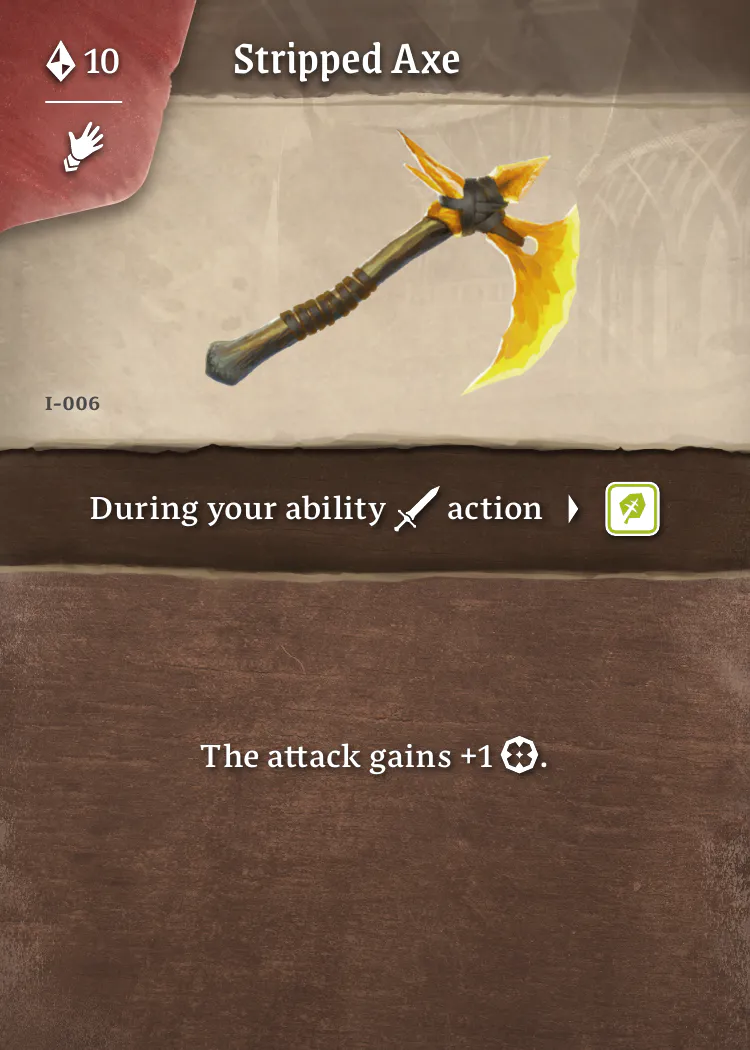 10
Stripped Axe
I-006
During your ability action
The attack gains +1 .